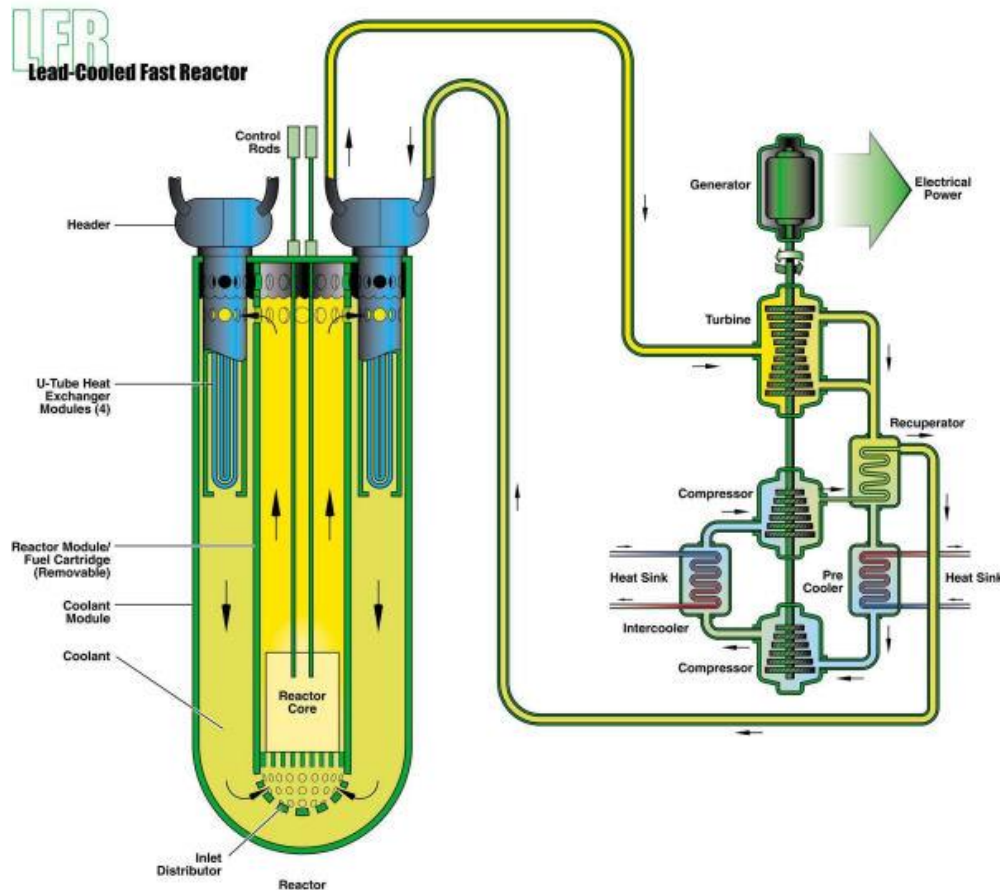 LFR
Lead-Cooled Fast Reactor
Control
Rods
Header
U-Tube Heat
Exchanger
Modules (4)
Reactor Module/
Fuel Cartridge
(Removable)
Coolant
Module
Coolant
Reactor
Core
Inlet
Distributor
Reactor
Generator
Electrical
Power
Turbine
Recuperator
Compressor
Heat Sink
Pre
Cooler
Heat Sink
Intercooler
Compressor